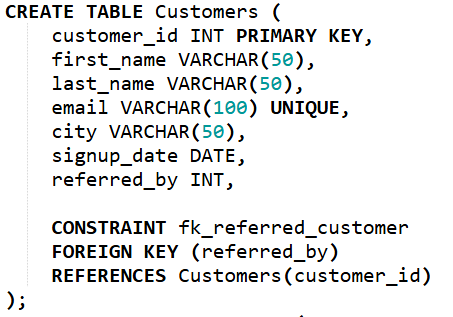 CREATE TABLE Customers (
    customer_id INT PRIMARY KEY,
    first_name VARCHAR(50),
    last_name VARCHAR(50),
    email VARCHAR(100) UNIQUE,
    city VARCHAR(50),
    signup_date DATE,
    referred_by INT,

    CONSTRAINT fk_referred_customer
    FOREIGN KEY (referred_by)
    REFERENCES Customers(customer_id)
);